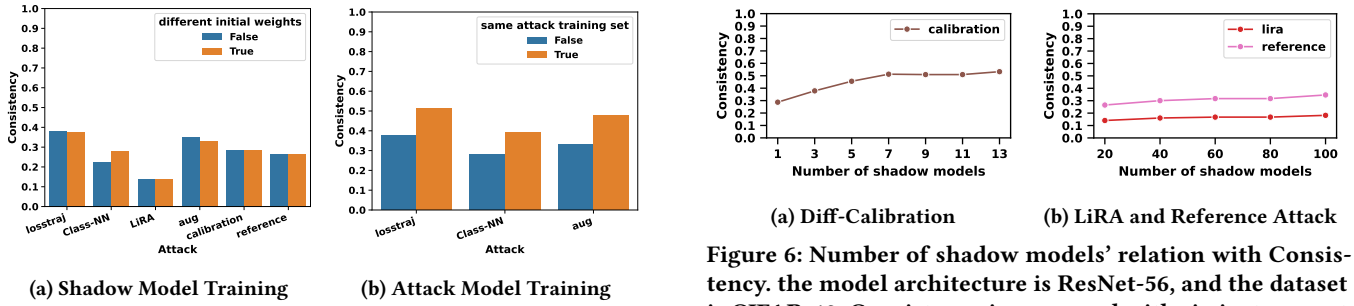 different initial weights
False
True
Consistency
1.0
0.9
0.8
0.7
0.6
0.5
0.4
0.3
0.2
0.1
0.0
losstraj
Class-NN
LiRA
aug
calibration
reference
Attack
(a) Shadow Model Training
same attack training set
False
True
Consistency
1.0
0.9
0.8
0.7
0.6
0.5
0.4
0.3
0.2
0.1
0.0
losstraj
Class-NN
aug
Attack
(b) Attack Model Training
calibration
Consistency
1.0
0.9
0.8
0.7
0.6
0.5
0.4
0.3
0.2
0.1
0.0
1 3 5 7 9 11 13
Number of shadow models
(a) Diff-Calibration
lira
reference
Consistency
1.0
0.9
0.8
0.7
0.6
0.5
0.4
0.3
0.2
0.1
0.0
20 40 60 80 100
Number of shadow models
(b) LiRA and Reference Attack
Figure 6: Number of shadow models' relation with Consis-
tency. the model architecture is ResNet-56, and the dataset